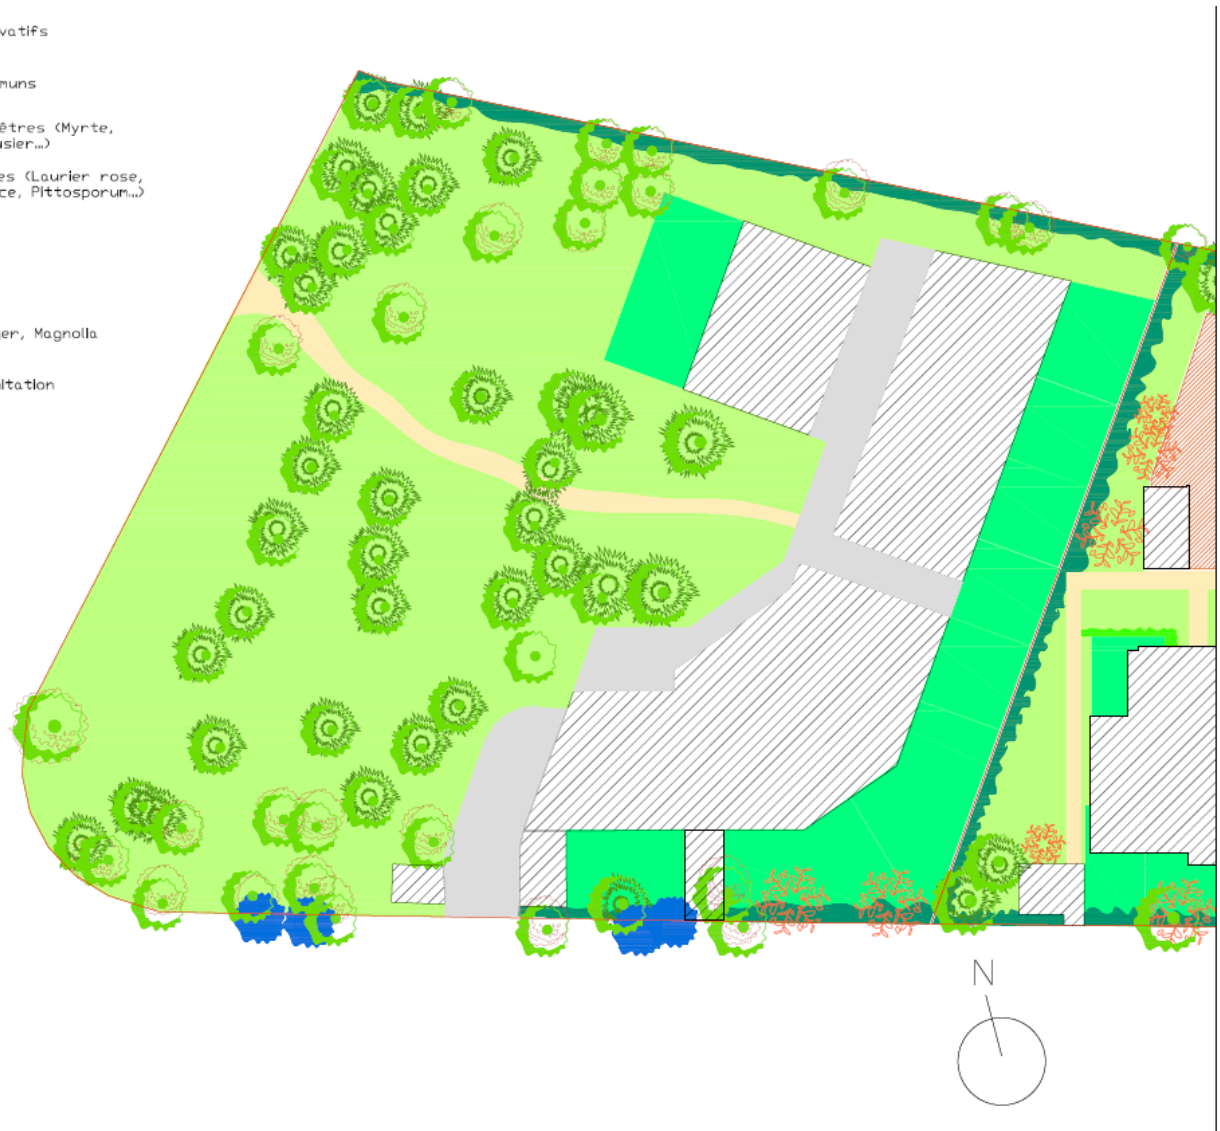 vatifs
muns
êtres (Myrte,
usier...)
es (Laurier rose,
ce, Pittosporum...)
er, Magnolia
itation
N